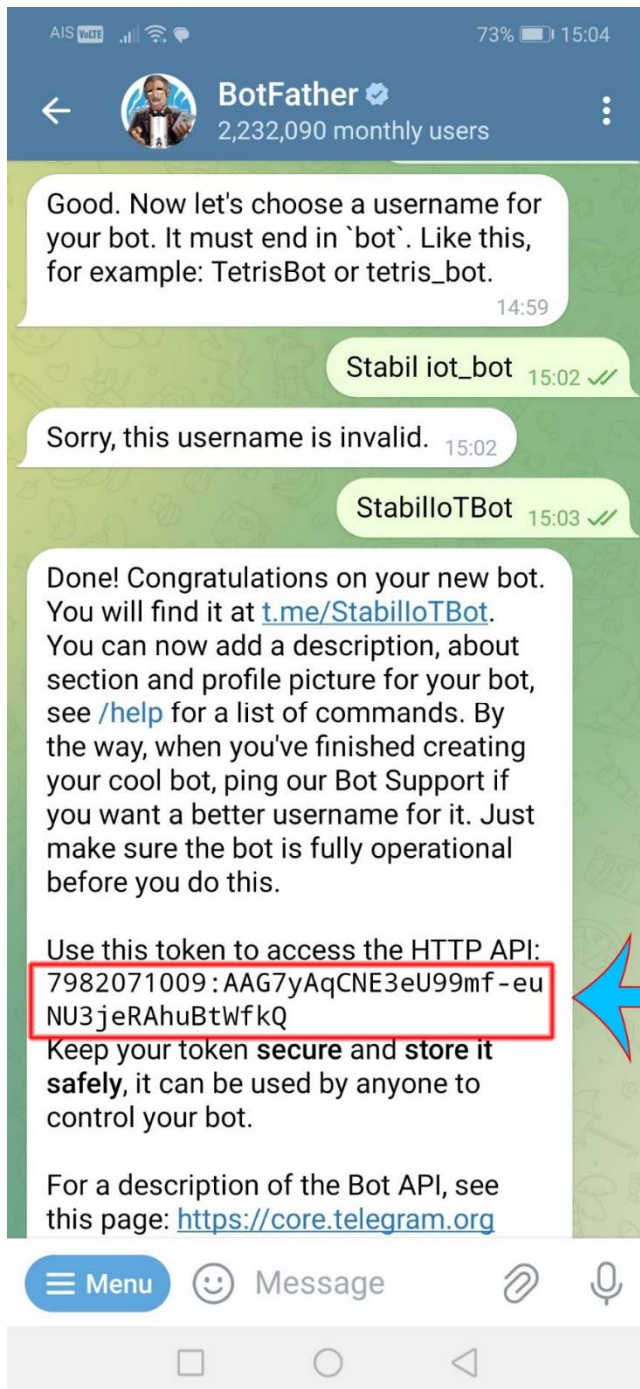 AIS VoLTE 73% 15:04
BotFather
2,232,090 monthly users
Good. Now let's choose a username for
your bot. It must end in `bot`. Like this,
for example: TetrisBot or tetris_bot.
14:59
Stabil iot_bot 15:02
Sorry, this username is invalid. 15:02
StabilIoTBot 15:03
Done! Congratulations on your new bot.
You will find it at t.me/StabilIoTBot.
You can now add a description, about
section and profile picture for your bot,
see /help for a list of commands. By
the way, when you've finished creating
your cool bot, ping our Bot Support if
you want a better username for it. Just
make sure the bot is fully operational
before you do this.
Use this token to access the HTTP API:
7982071009:AAG7yAqCNE3eU99mf-eu
NU3jeRAhuBtWfkQ
Keep your token secure and store it
safely, it can be used by anyone to
control your bot.
For a description of the Bot API, see
this page: https://core.telegram.org
Menu
Message